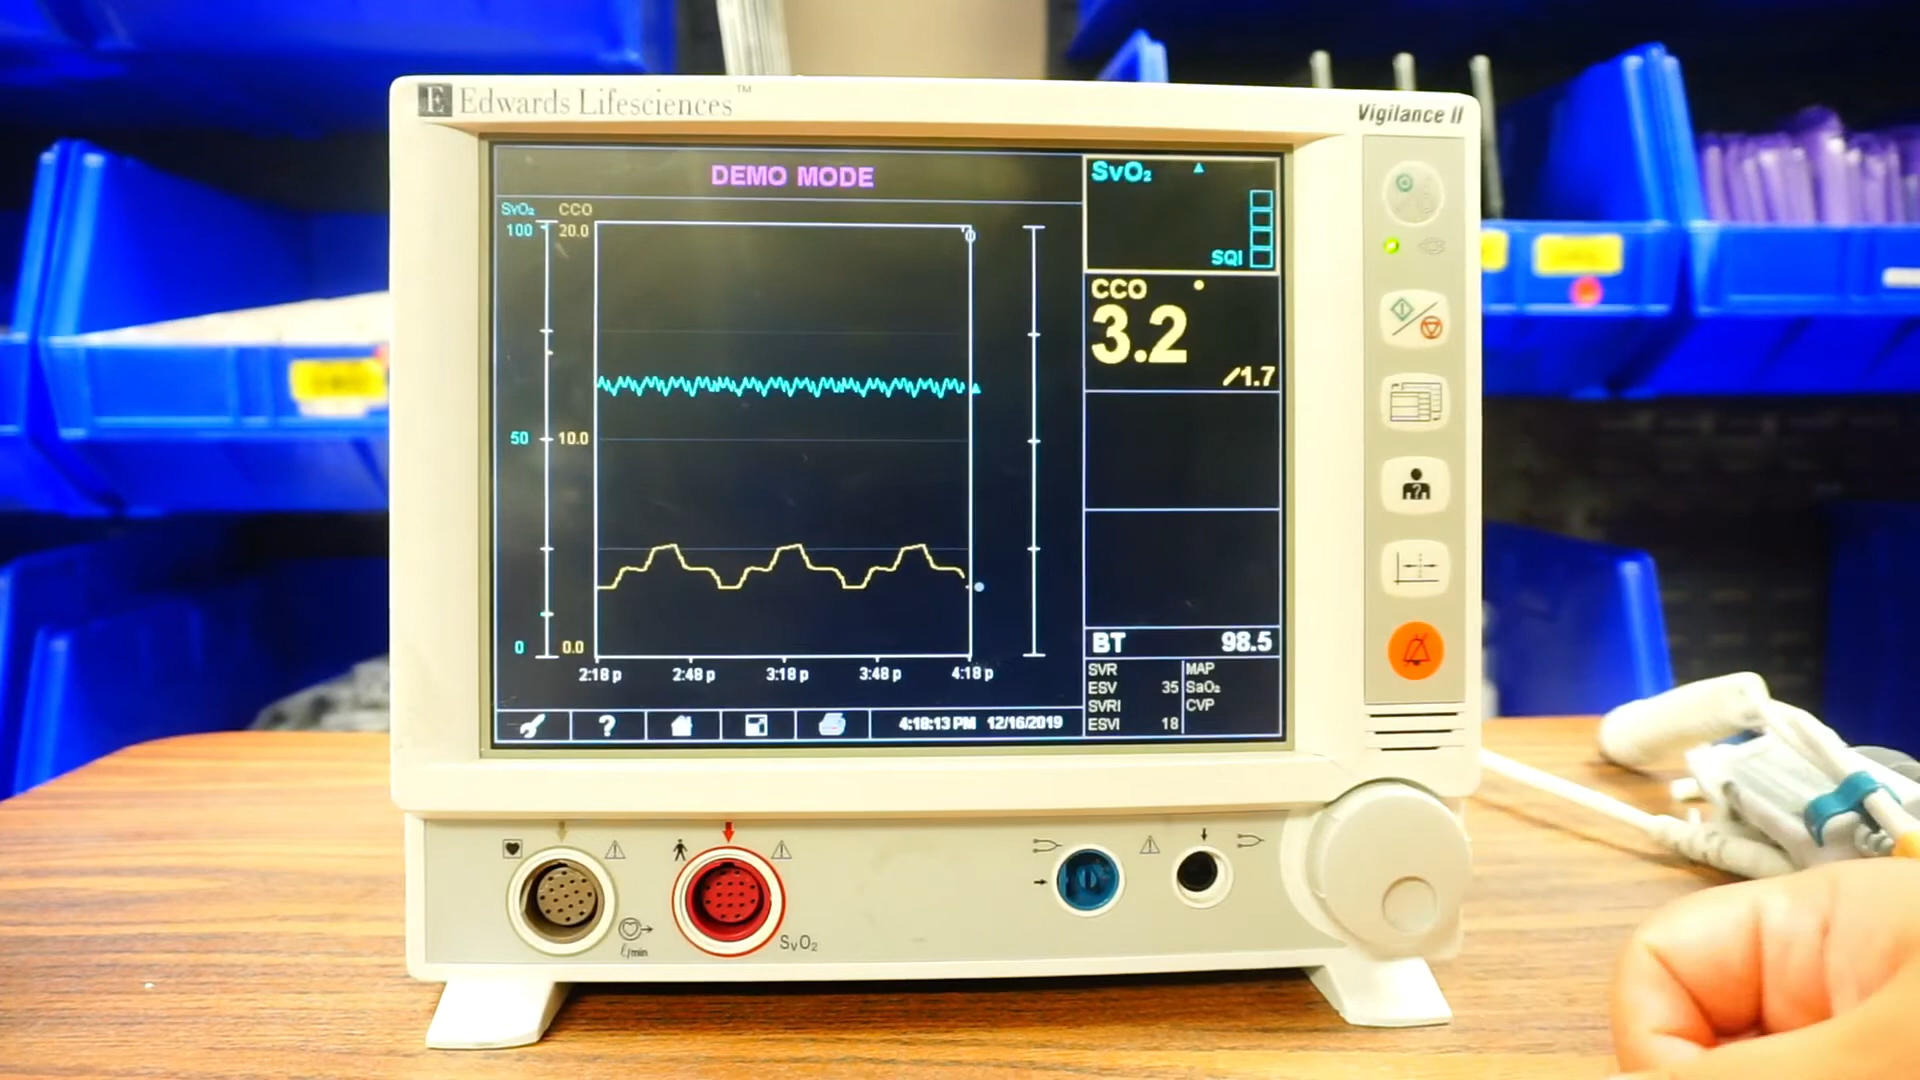 E Edwards Lifesciences™
Vigilance II
DEMO MODE
SvO₂ CCO
100 20.0
50 10.0
0 0.0
2:18 p 2:48 p 3:18 p 3:48 p 4:18 p
? 4:18:13 PM 12/16/2019
SvO₂
SQI
CCO
3.2
/1.7
BT 98.5
SVR MAP
ESV 35 SaO₂
SVRI CVP
ESVI 18
ℓ/min
SvO₂